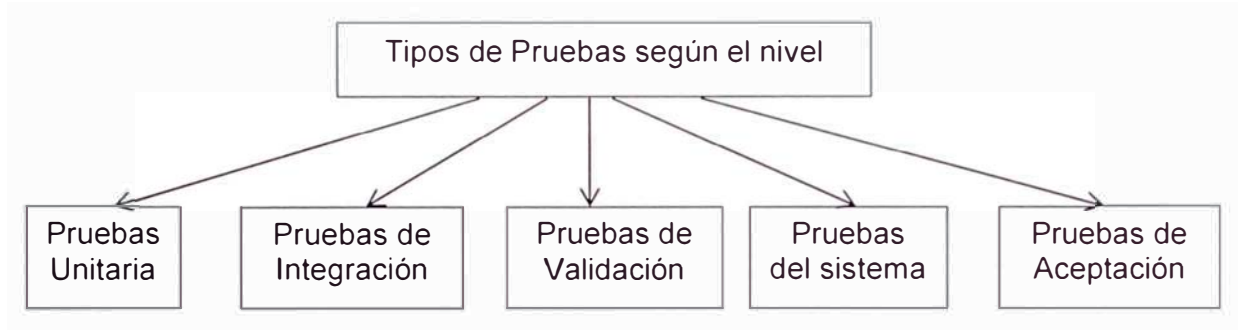 Tipos de Pruebas según el nivel
Pruebas
Unitaria
Pruebas de
Integración
Pruebas de
Validación
Pruebas
del sistema
Pruebas de
Aceptación